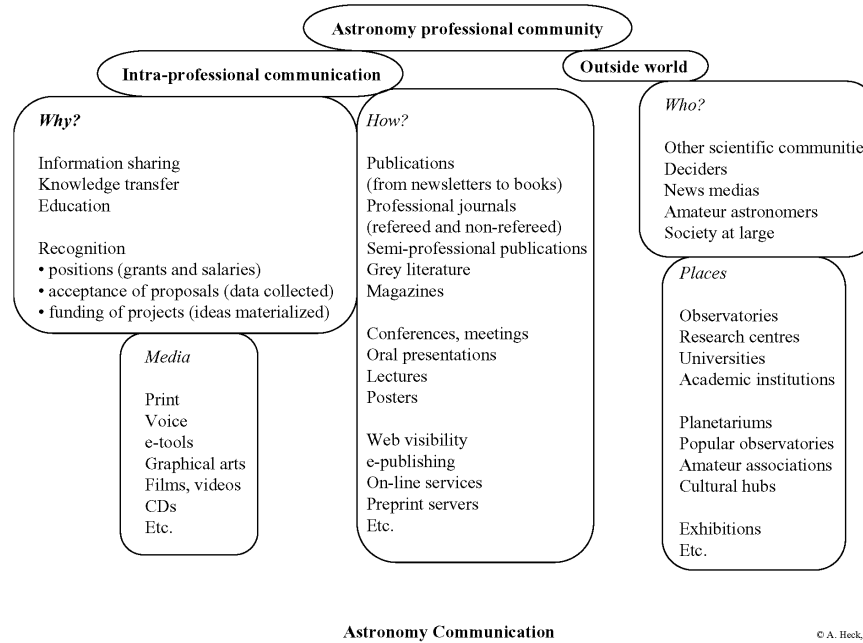 Astronomy professional community
Intra-professional communication
Outside world
Why?
Information sharing
Knowledge transfer
Education
Recognition
• positions (grants and salaries)
• acceptance of proposals (data collected)
• funding of projects (ideas materialized)
Media
Print
Voice
e-tools
Graphical arts
Films, videos
CDs
Etc.
How?
Publications
(from newsletters to books)
Professional journals
(refereed and non-refereed)
Semi-professional publications
Grey literature
Magazines
Conferences, meetings
Oral presentations
Lectures
Posters
Web visibility
e-publishing
On-line services
Preprint servers
Etc.
Who?
Other scientific communitie
Deciders
News medias
Amateur astronomers
Society at large
Places
Observatories
Research centres
Universities
Academic institutions
Planetariums
Popular observatories
Amateur associations
Cultural hubs
Exhibitions
Etc.
Astronomy Communication
© A. Heck,